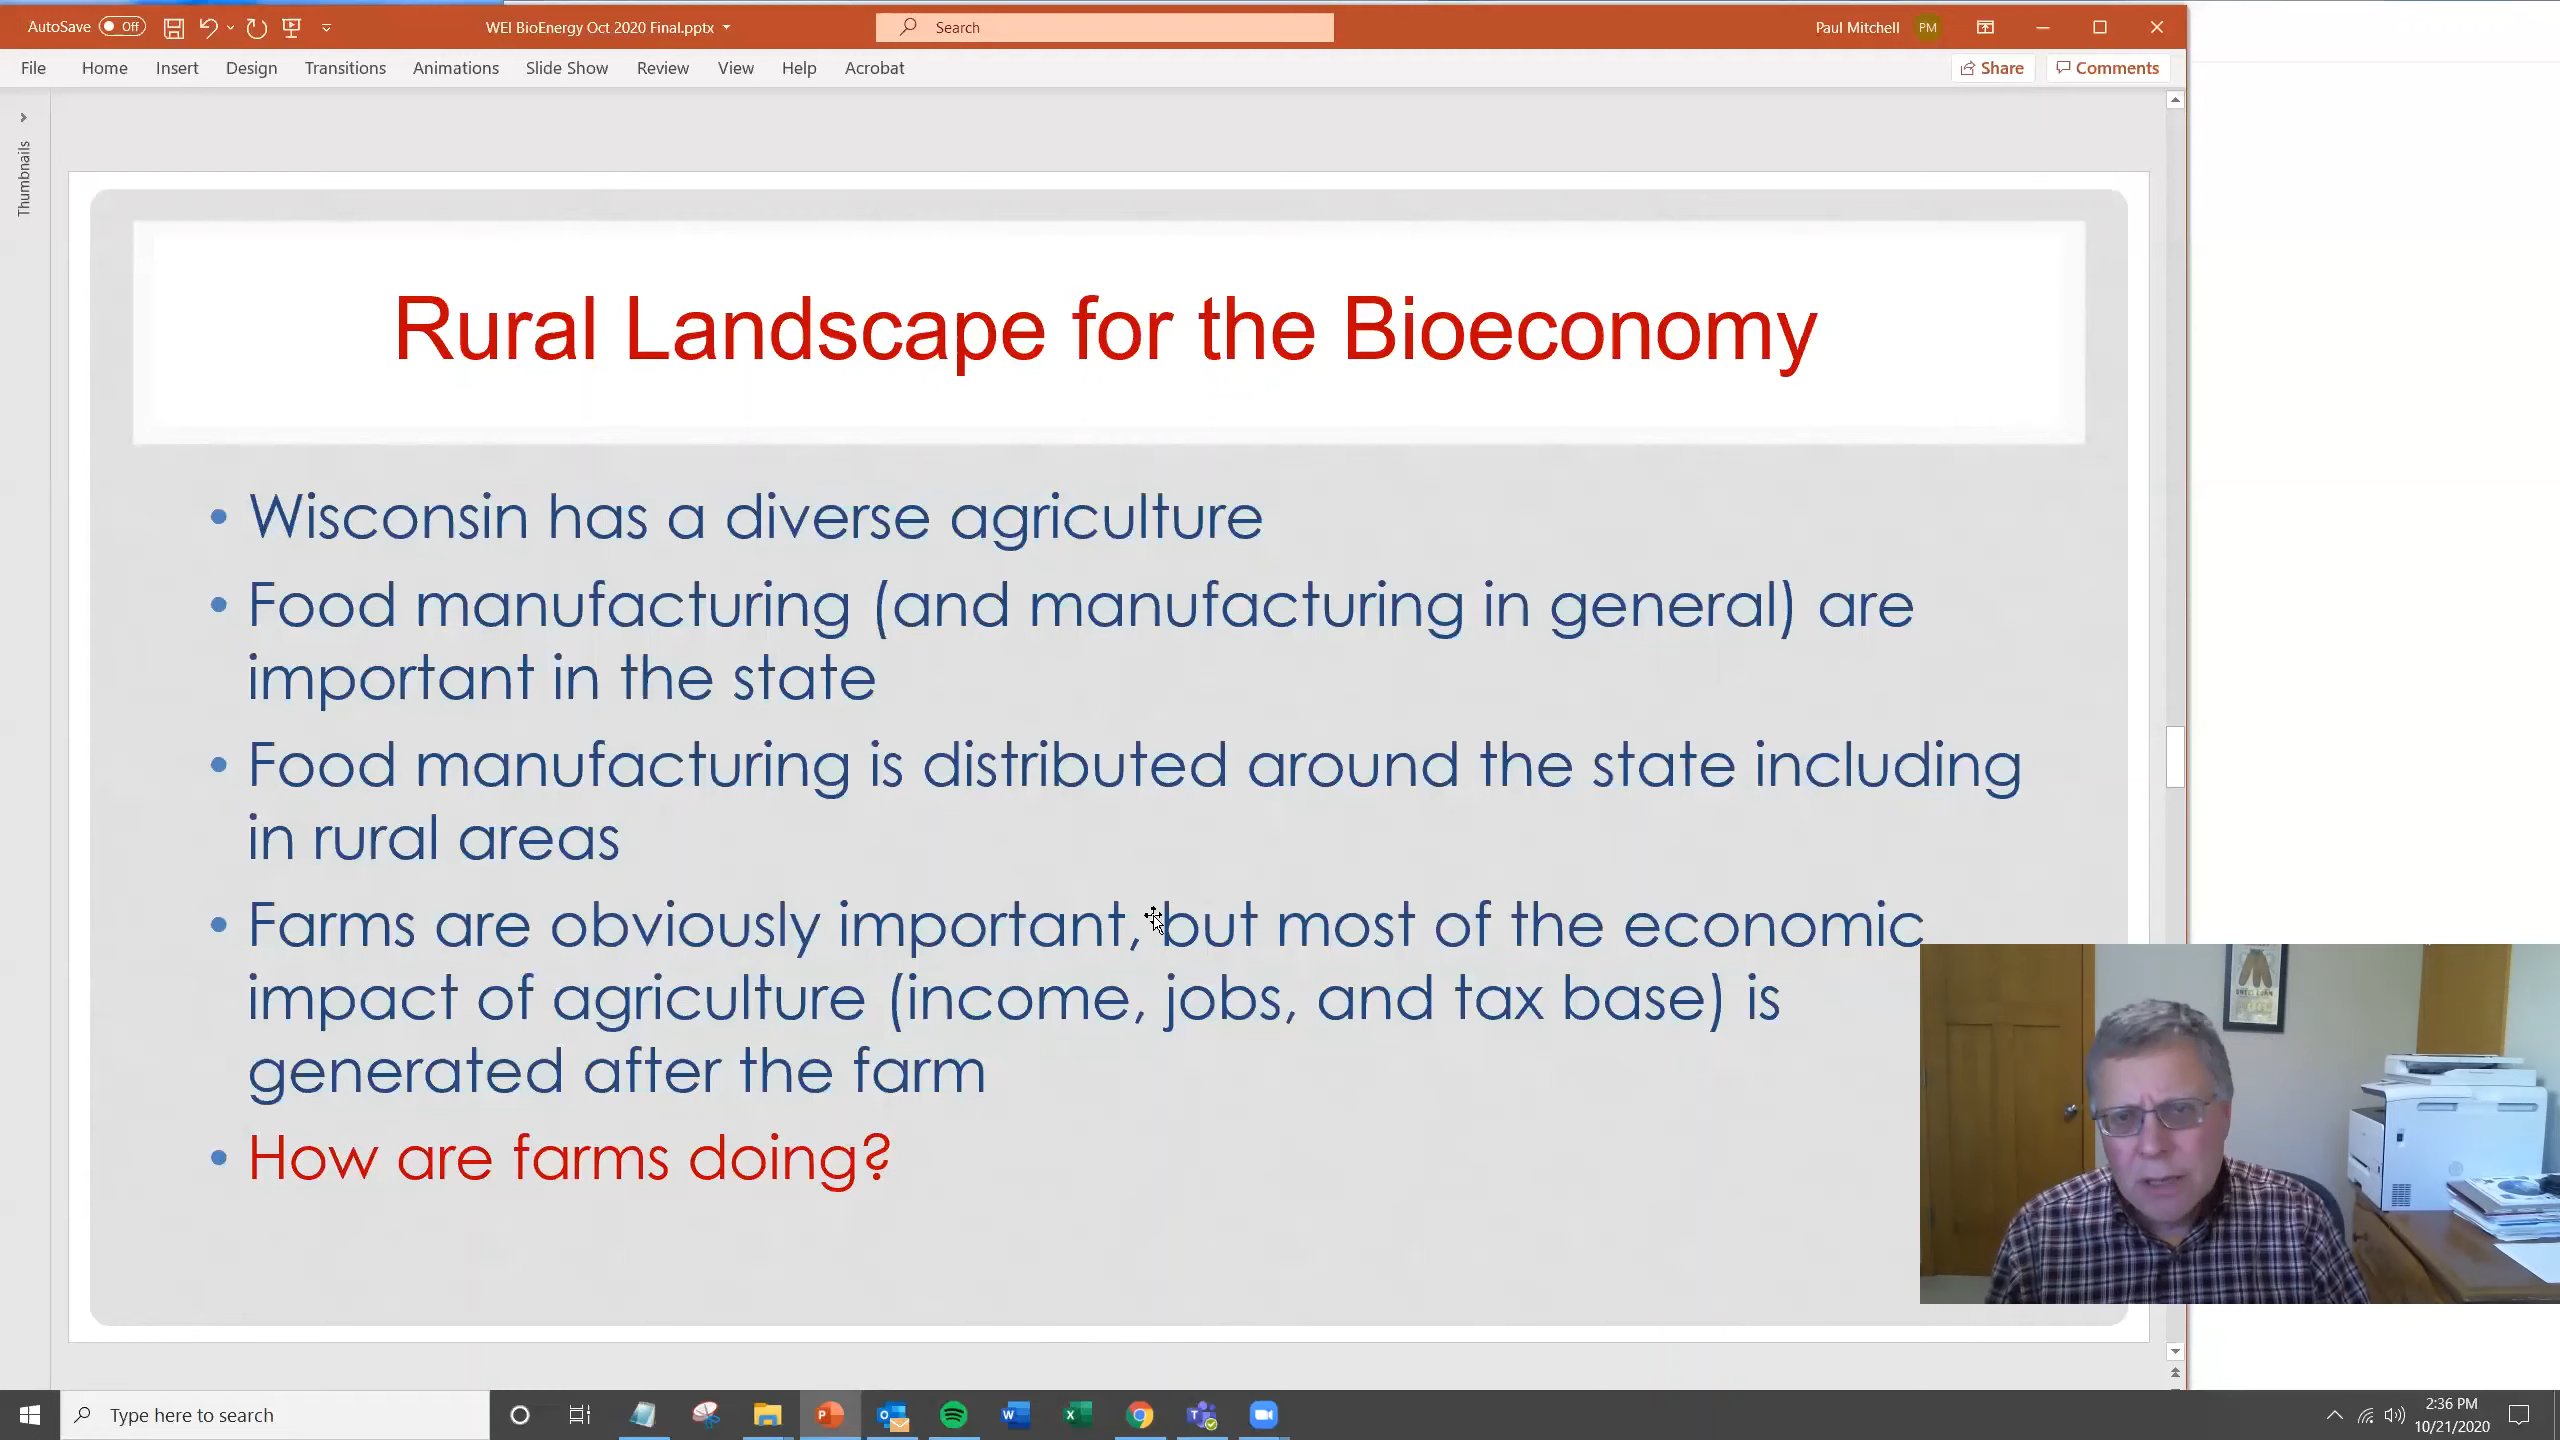 AutoSave Off WEI BioEnergy Oct 2020 Final.pptx Search Paul Mitchell PM
File Home Insert Design Transitions Animations Slide Show Review View Help Acrobat Share Comments
Thumbnails
Rural Landscape for the Bioeconomy
• Wisconsin has a diverse agriculture
• Food manufacturing (and manufacturing in general) are
important in the state
• Food manufacturing is distributed around the state including
in rural areas
• Farms are obviously important, but most of the economic
impact of agriculture (income, jobs, and tax base) is
generated after the farm
• How are farms doing?
Type here to search
2:36 PM
10/21/2020